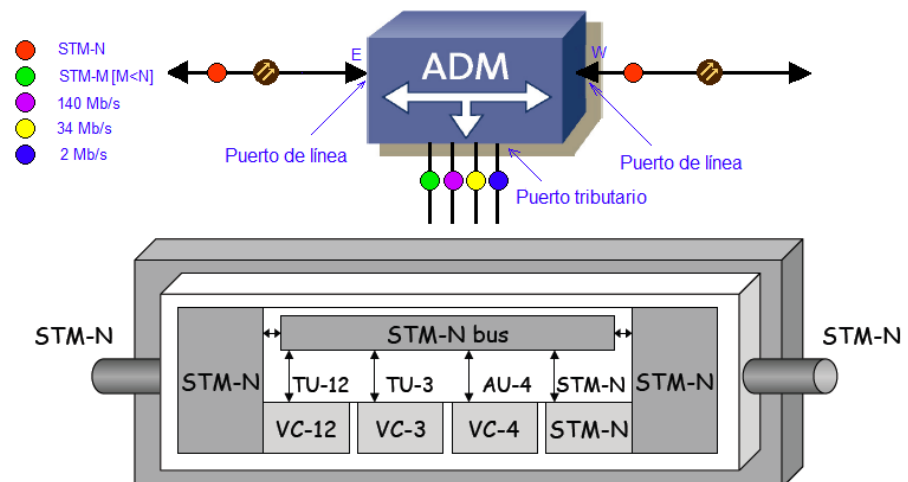 STM-N
STM-M [M<N]
140 Mb/s
34 Mb/s
2 Mb/s
E
ADM
W
Puerto de línea
Puerto tributario
Puerto de línea
STM-N
STM-N
STM-N bus
STM-N
STM-N
TU-12
TU-3
AU-4
STM-N
VC-12
VC-3
VC-4
STM-N